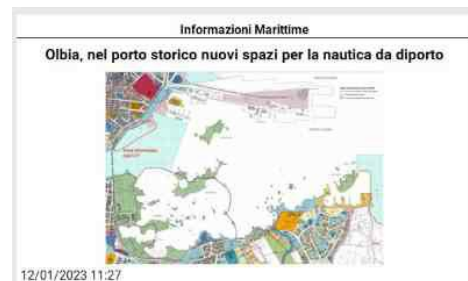 Informazioni Marittime
Olbia, nel porto storico nuovi spazi per la nautica da diporto
12/01/2023 11:27